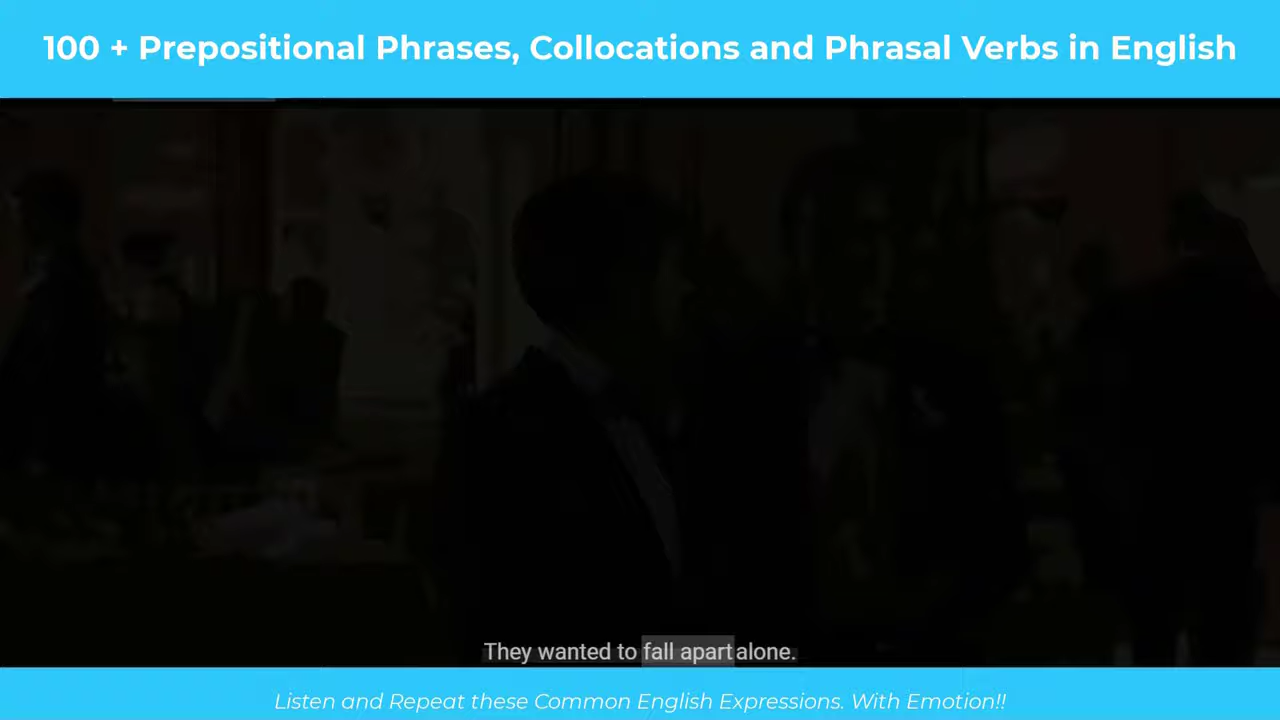 100 + Prepositional Phrases, Collocations and Phrasal Verbs in English
They wanted to fall apart alone.
Listen and Repeat these Common English Expressions. With Emotion!!